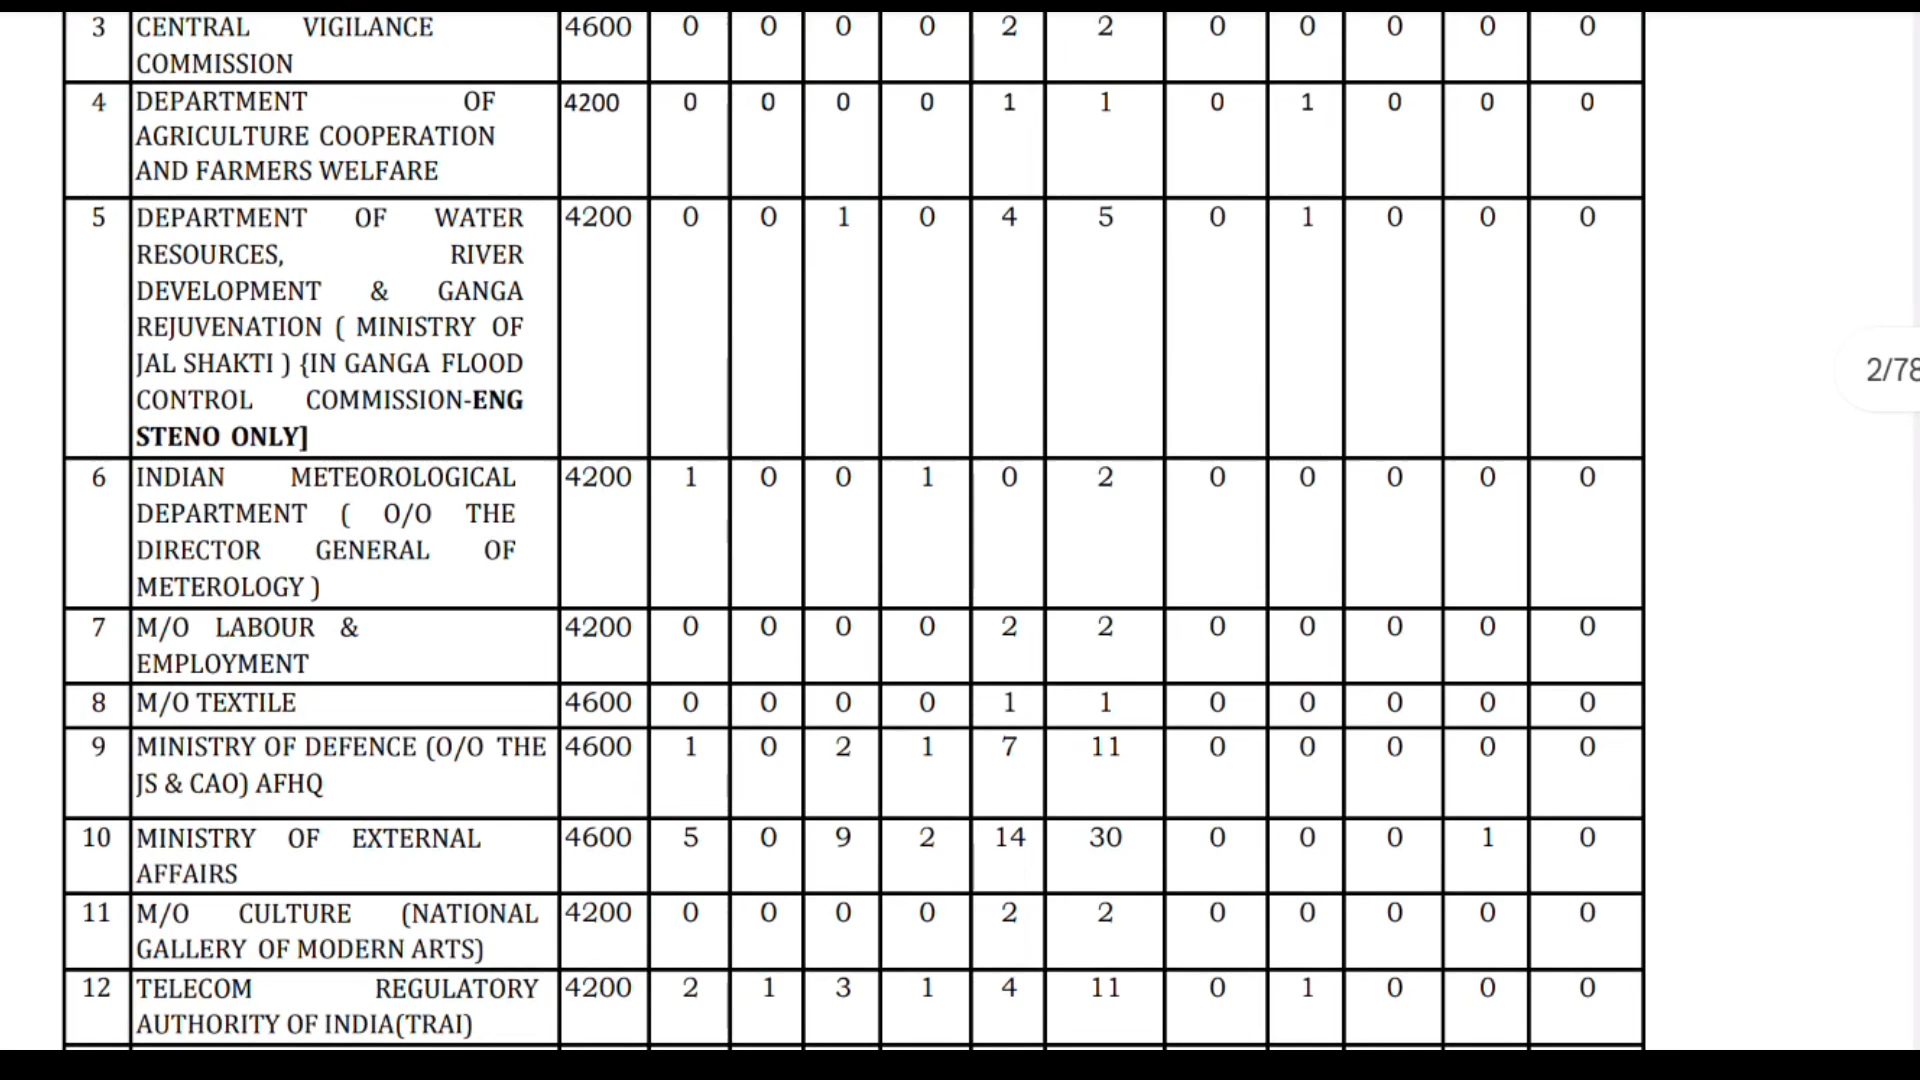 3 CENTRAL VIGILANCE 4600 0 0 0 0 2 2 0 0 0 0 0
COMMISSION
4 DEPARTMENT OF 4200 0 0 0 0 1 1 0 1 0 0 0
AGRICULTURE COOPERATION
AND FARMERS WELFARE
5 DEPARTMENT OF WATER 4200 0 0 1 0 4 5 0 1 0 0 0
RESOURCES, RIVER
DEVELOPMENT & GANGA
REJUVENATION ( MINISTRY OF
JAL SHAKTI ) {IN GANGA FLOOD
CONTROL COMMISSION-ENG
STENO ONLY]
2/78
6 INDIAN METEOROLOGICAL 4200 1 0 0 1 0 2 0 0 0 0 0
DEPARTMENT ( O/O THE
DIRECTOR GENERAL OF
METEROLOGY )
7 M/O LABOUR & 4200 0 0 0 0 2 2 0 0 0 0 0
EMPLOYMENT
8 M/O TEXTILE 4600 0 0 0 0 1 1 0 0 0 0 0
9 MINISTRY OF DEFENCE (O/O THE 4600 1 0 2 1 7 11 0 0 0 0 0
JS & CAO) AFHQ
10 MINISTRY OF EXTERNAL 4600 5 0 9 2 14 30 0 0 0 1 0
AFFAIRS
11 M/O CULTURE (NATIONAL 4200 0 0 0 0 2 2 0 0 0 0 0
GALLERY OF MODERN ARTS)
12 TELECOM REGULATORY 4200 2 1 3 1 4 11 0 1 0 0 0
AUTHORITY OF INDIA(TRAI)